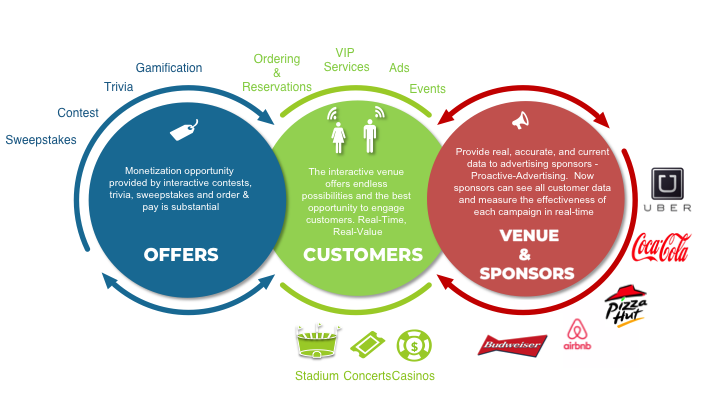 Gamification
Trivia
Contest
Sweepstakes
Ordering
&
Reservations
VIP
Services
Ads
Events
Monetization opportunity
provided by interactive contests,
trivia, sweepstakes and order &
pay is substantial
OFFERS
The interactive venue
offers endless
possibilities and the best
opportunity to engage
customers. Real-Time,
Real-Value
CUSTOMERS
Provide real, accurate, and current
data to advertising sponsors -
Proactive-Advertising. Now
sponsors can see all customer data
and measure the effectiveness of
each campaign in real-time
VENUE
&
SPONSORS
U
UBER
Coca-Cola
Pizza
Hut
airbnb
Budweiser
$
Stadium ConcertsCasinos